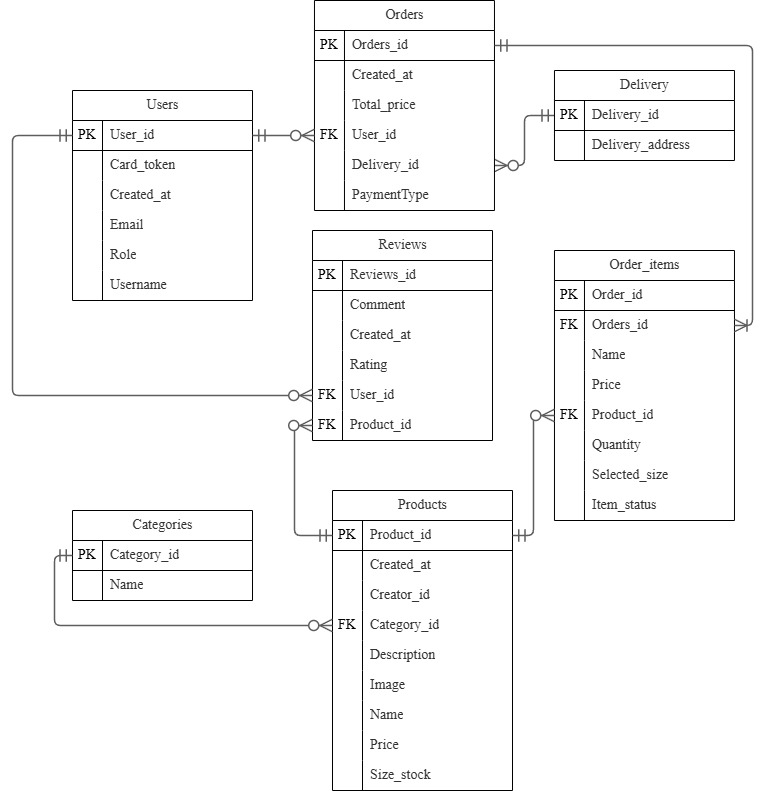 Orders
PK Orders_id
Created_at
Total_price
FK User_id
Delivery_id
PaymentType
Delivery
PK Delivery_id
Delivery_address
Users
PK User_id
Card_token
Created_at
Email
Role
Username
Reviews
PK Reviews_id
Comment
Created_at
Rating
FK User_id
FK Product_id
Order_items
PK Order_id
FK Orders_id
Name
Price
FK Product_id
Quantity
Selected_size
Item_status
Categories
PK Category_id
Name
Products
PK Product_id
Created_at
Creator_id
FK Category_id
Description
Image
Name
Price
Size_stock